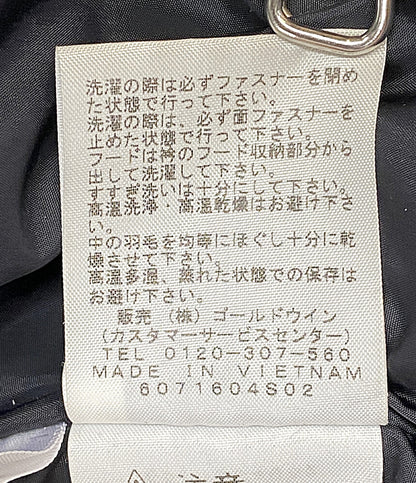 洗濯の際は必ずファスナーを閉め
た状態で行って下さい。
洗濯の際は、必ず面ファスナーを
止めた状態で行って下さい。
フードは衿のフード収納部分から
出して洗濯して下さい。
すすぎ洗いは十分にして下さい。
高温洗浄・高温乾燥はお避け下さ
い。
中の羽毛を均等にほぐし十分に乾
燥させて下さい。
高温多湿、蒸れた状態での保存は
お避け下さい。
販売 (株) ゴールドウイン
(カスタマーサービスセンター)
TEL 0120-307-560
MADE IN VIETNAM
6071604S02
注意